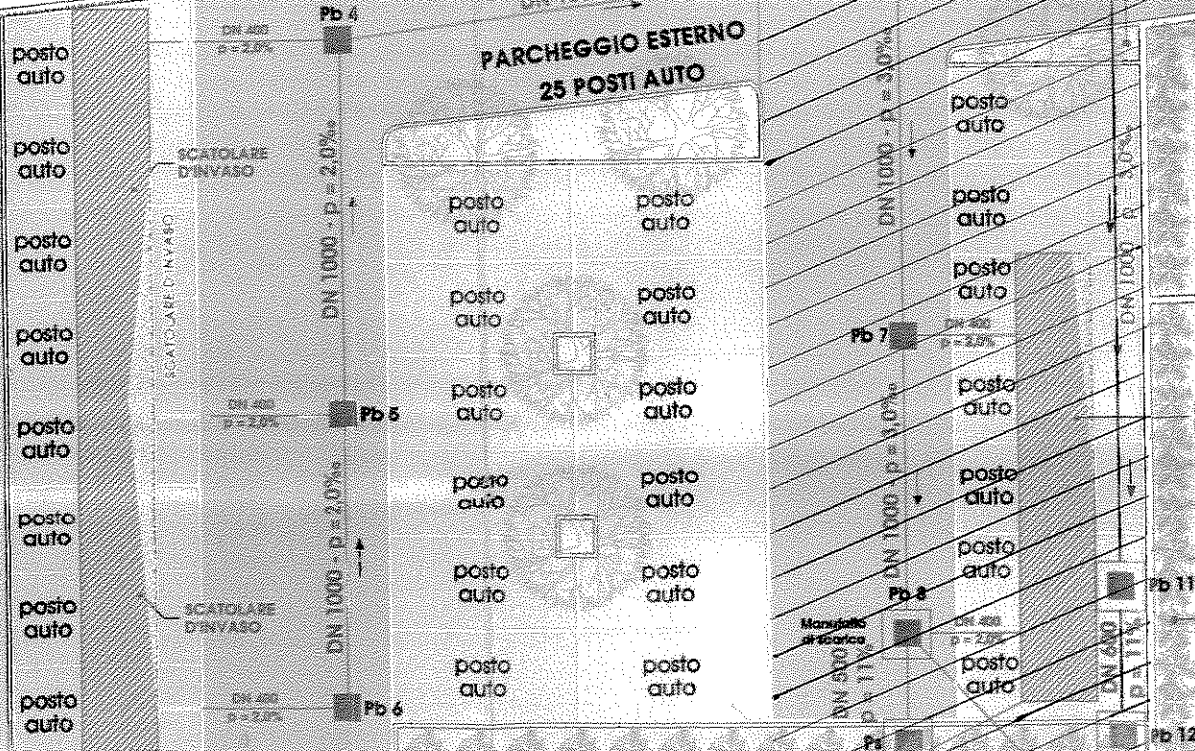 Pb 4
DN 400
p = 2,0%
PARCHEGGIO ESTERNO
25 POSTI AUTO
posto
auto
posto
auto
posto
auto
posto
auto
posto
auto
posto
auto
posto
auto
posto
auto
SCATOLARE
D'INVASO
SCATOLARE D'INVASO
SCATOLARE
D'INVASO
DN 1000 - p = 2,0‰
DN 400
p = 2,0%
Pb 5
DN 1000 - p = 2,0‰
DN 400
p = 2,0%
Pb 6
posto
auto
posto
auto
posto
auto
posto
auto
posto
auto
posto
auto
posto
auto
posto
auto
posto
auto
posto
auto
posto
auto
posto
auto
DN 1000 - p = 3,0‰
Pb 7
DN 400
p = 2,0%
DN 1000 - p = 3,0‰
Pb 8
Manufatto
di scarico
DN 400
p = 2,0%
DN 500
p = 11‰
Ps
posto
auto
posto
auto
posto
auto
posto
auto
posto
auto
posto
auto
posto
auto
DN 1000 p 3,0‰
Pb 11
DN 600
p = 11‰
Pb 12